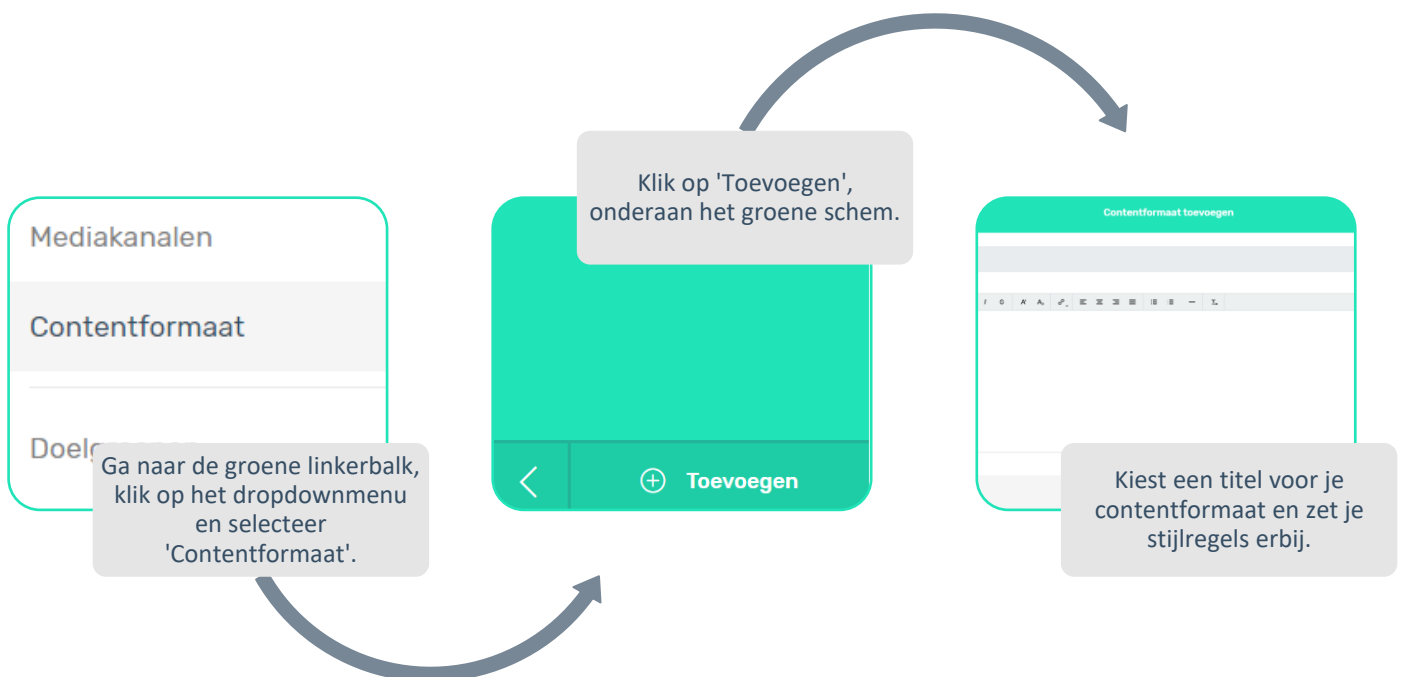 Mediakanalen
Contentformaat
Ga naar de groene linkerbalk,
klik op het dropdownmenu
en selecteer
'Contentformaat'.
Klik op 'Toevoegen',
onderaan het groene schem.
Toevoegen
Contentformaat toevoegen
Kiest een titel voor je
contentformaat en zet je
stijlregels erbij.